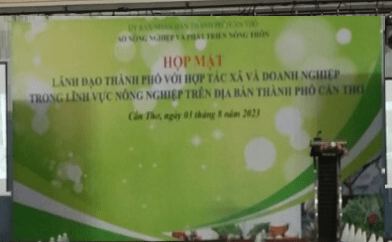 ỦY BAN NHÂN DÂN THÀNH PHỐ CẦN THƠ
SỞ NÔNG NGHIỆP VÀ PHÁT TRIỂN NÔNG THÔN
HỌP MẶT
LÃNH ĐẠO THÀNH PHỐ VỚI HỢP TÁC XÃ VÀ DOANH NGHIỆP
TRONG LĨNH VỰC NÔNG NGHIỆP TRÊN ĐỊA BÀN THÀNH PHỐ CẦN THƠ
Cần Thơ, ngày 01 tháng 8 năm 2023